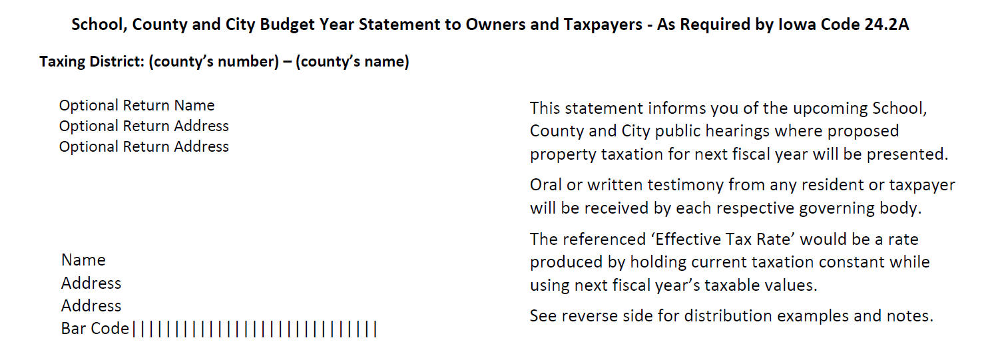 School, County and City Budget Year Statement to Owners and Taxpayers - As Required by Iowa Code 24.2A
Taxing District: (county’s number) – (county’s name)
Optional Return Name
Optional Return Address
Optional Return Address
Name
Address
Address
Bar Code||||||||||||||||||||||||||||||
This statement informs you of the upcoming School,
County and City public hearings where proposed
property taxation for next fiscal year will be presented.
Oral or written testimony from any resident or taxpayer
will be received by each respective governing body.
The referenced ‘Effective Tax Rate’ would be a rate
produced by holding current taxation constant while
using next fiscal year’s taxable values.
See reverse side for distribution examples and notes.